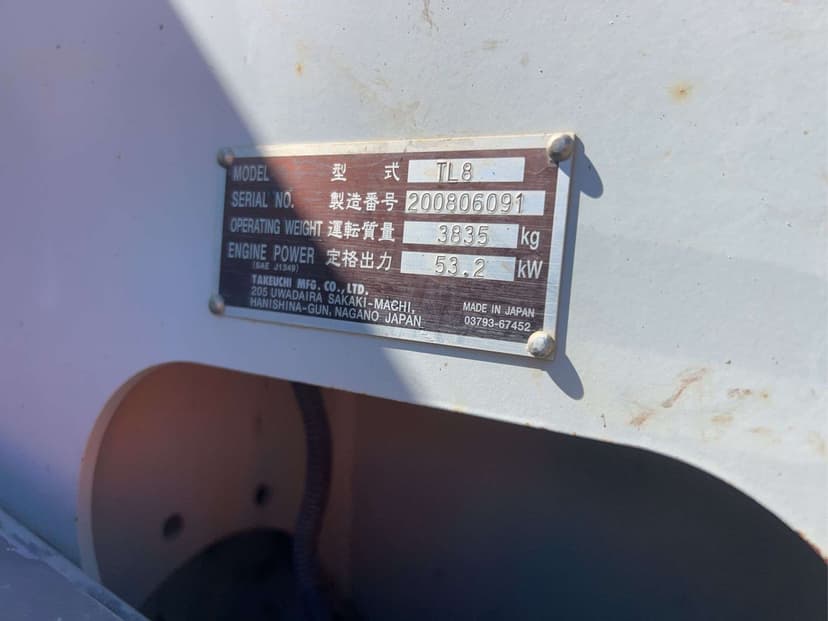 MODEL 型式 TL8
SERIAL NO. 製造番号 200806091
OPERATING WEIGHT 運転質量 3835 kg
ENGINE POWER 定格出力 53.2 kW
(SAE J1349)
TAKEUCHI MFG. CO., LTD.
205 UWADAIRA SAKAKI-MACHI,
HANISHINA-GUN, NAGANO JAPAN
MADE IN JAPAN
03793-67452